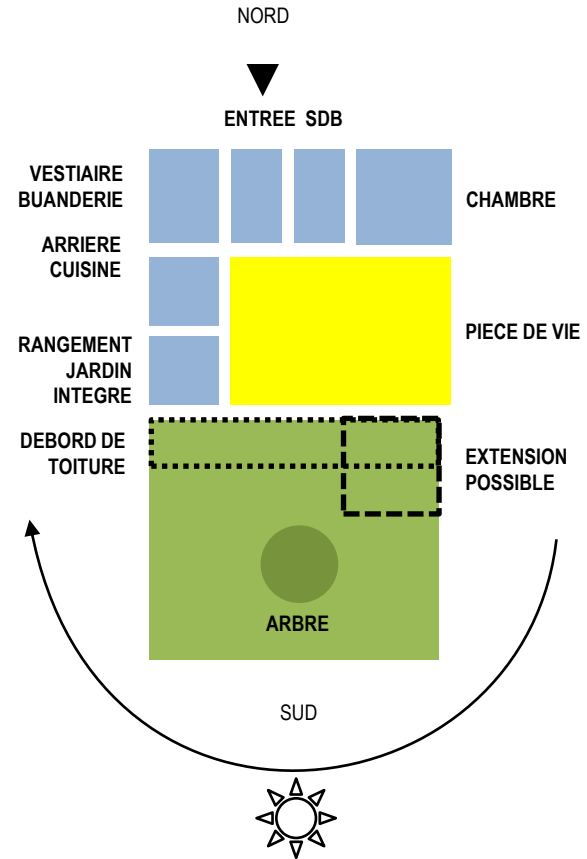 NORD
ENTREE SDB
VESTIAIRE
BUANDERIE
CHAMBRE
ARRIERE
CUISINE
PIECE DE VIE
RANGEMENT
JARDIN
INTEGRE
DEBORD DE
TOITURE
EXTENSION
POSSIBLE
ARBRE
SUD